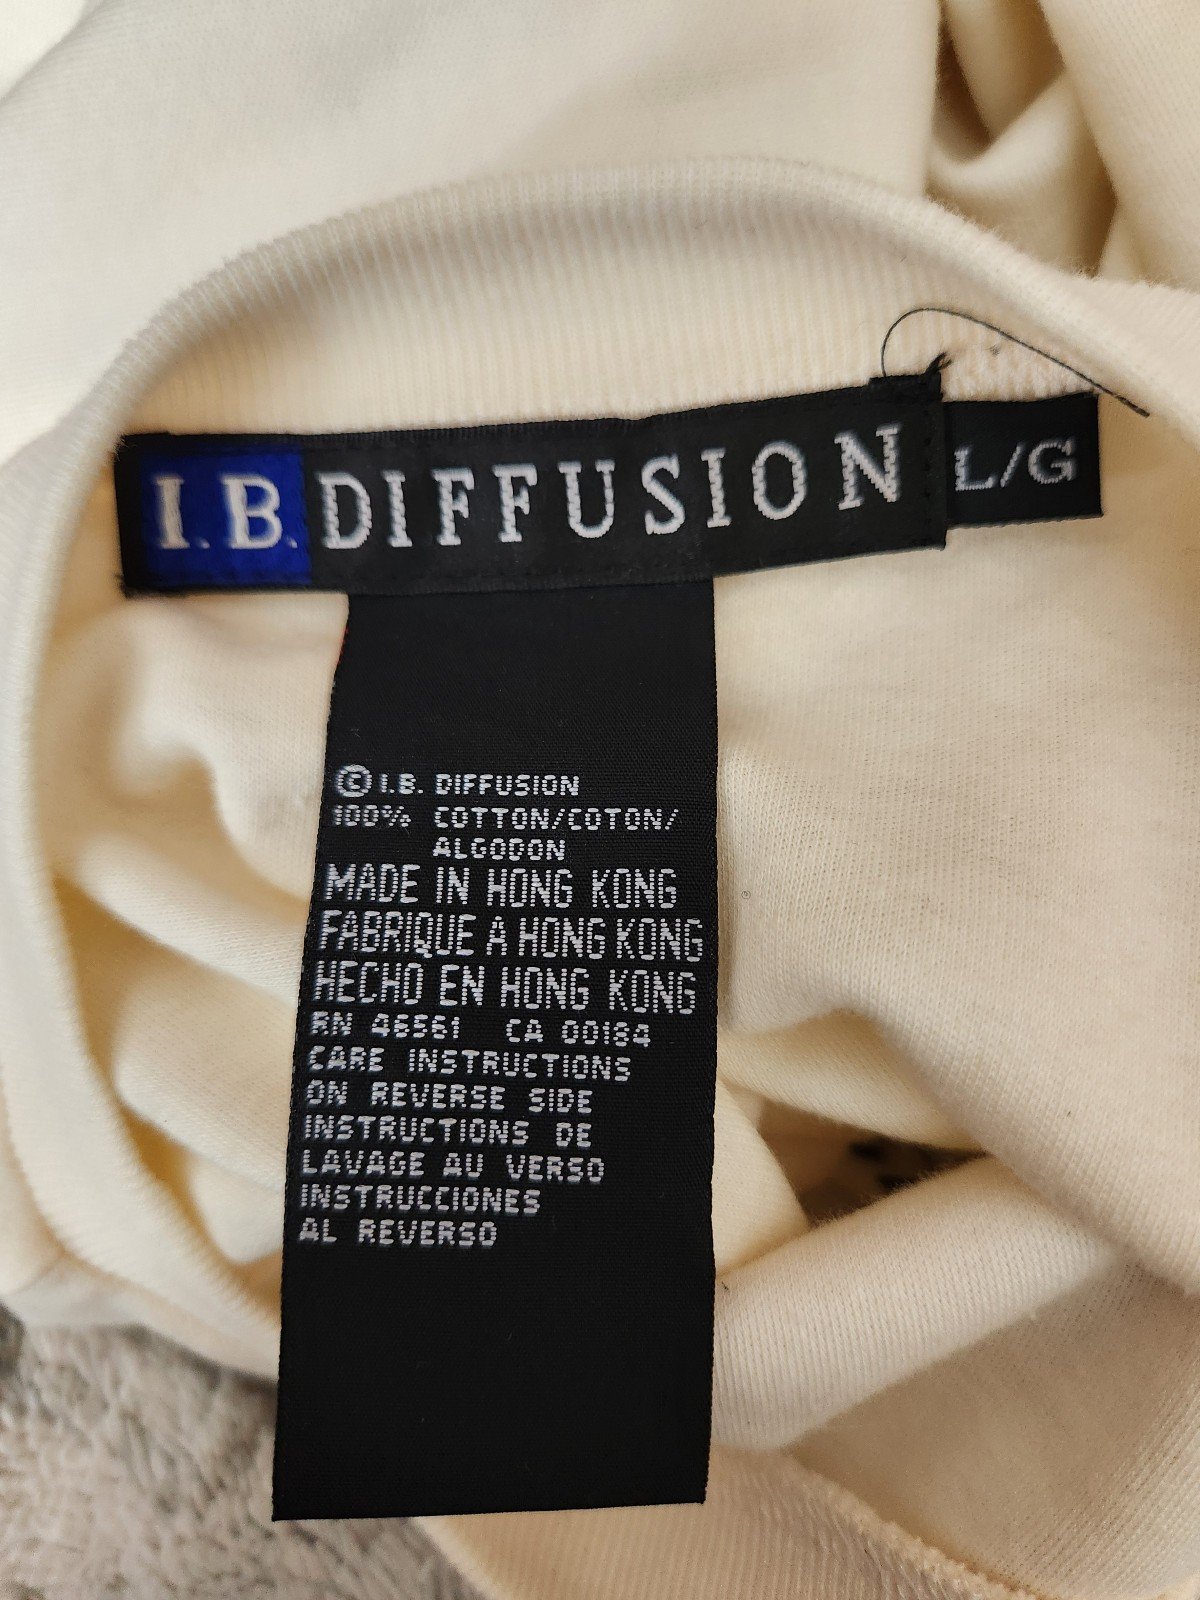 I.B. DIFFUSION
L/G
© I.B. DIFFUSION
100% COTTON/COTON/
ALGODON
MADE IN HONG KONG
FABRIQUE A HONG KONG
HECHO EN HONG KONG
RN 46561 CA 00184
CARE INSTRUCTIONS
ON REVERSE SIDE
INSTRUCTIONS DE
LAVAGE AU VERSO
INSTRUCCIONES
AL REVERSO